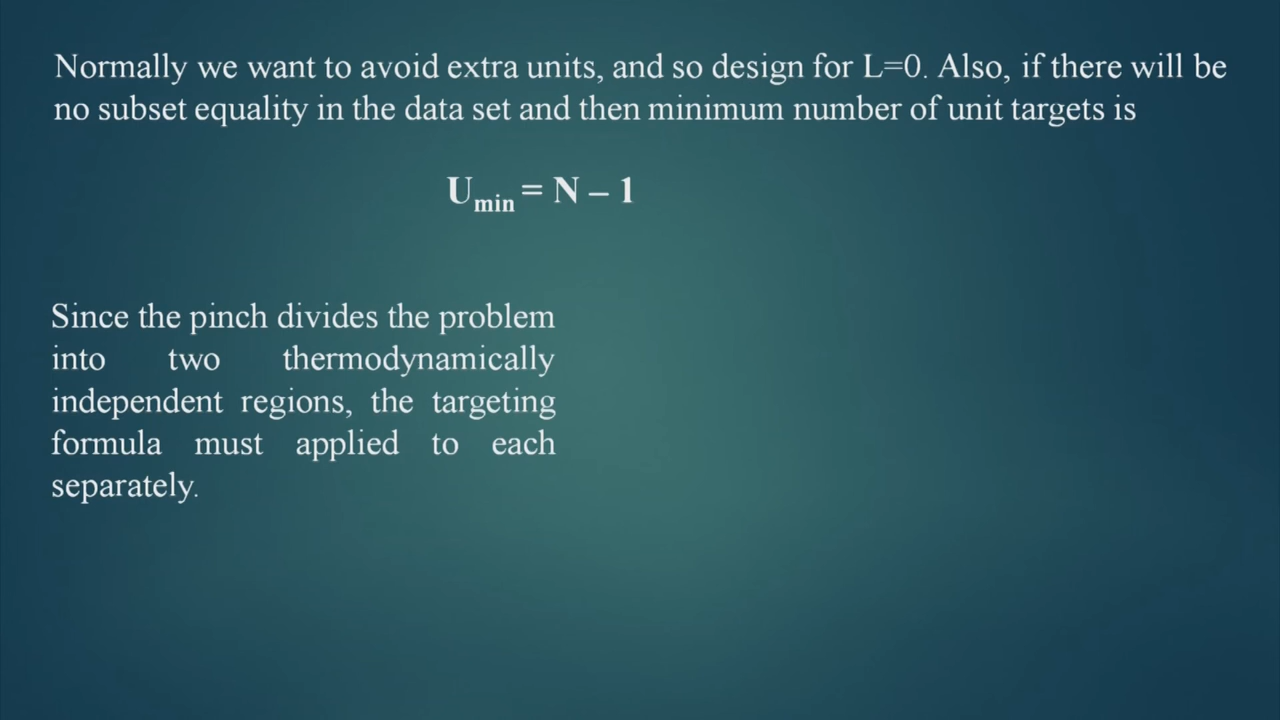 Normally we want to avoid extra units, and so design for L=0. Also, if there will be
no subset equality in the data set and then minimum number of unit targets is
Umin = N – 1
Since the pinch divides the problem
into two thermodynamically
independent regions, the targeting
formula must applied to each
separately.